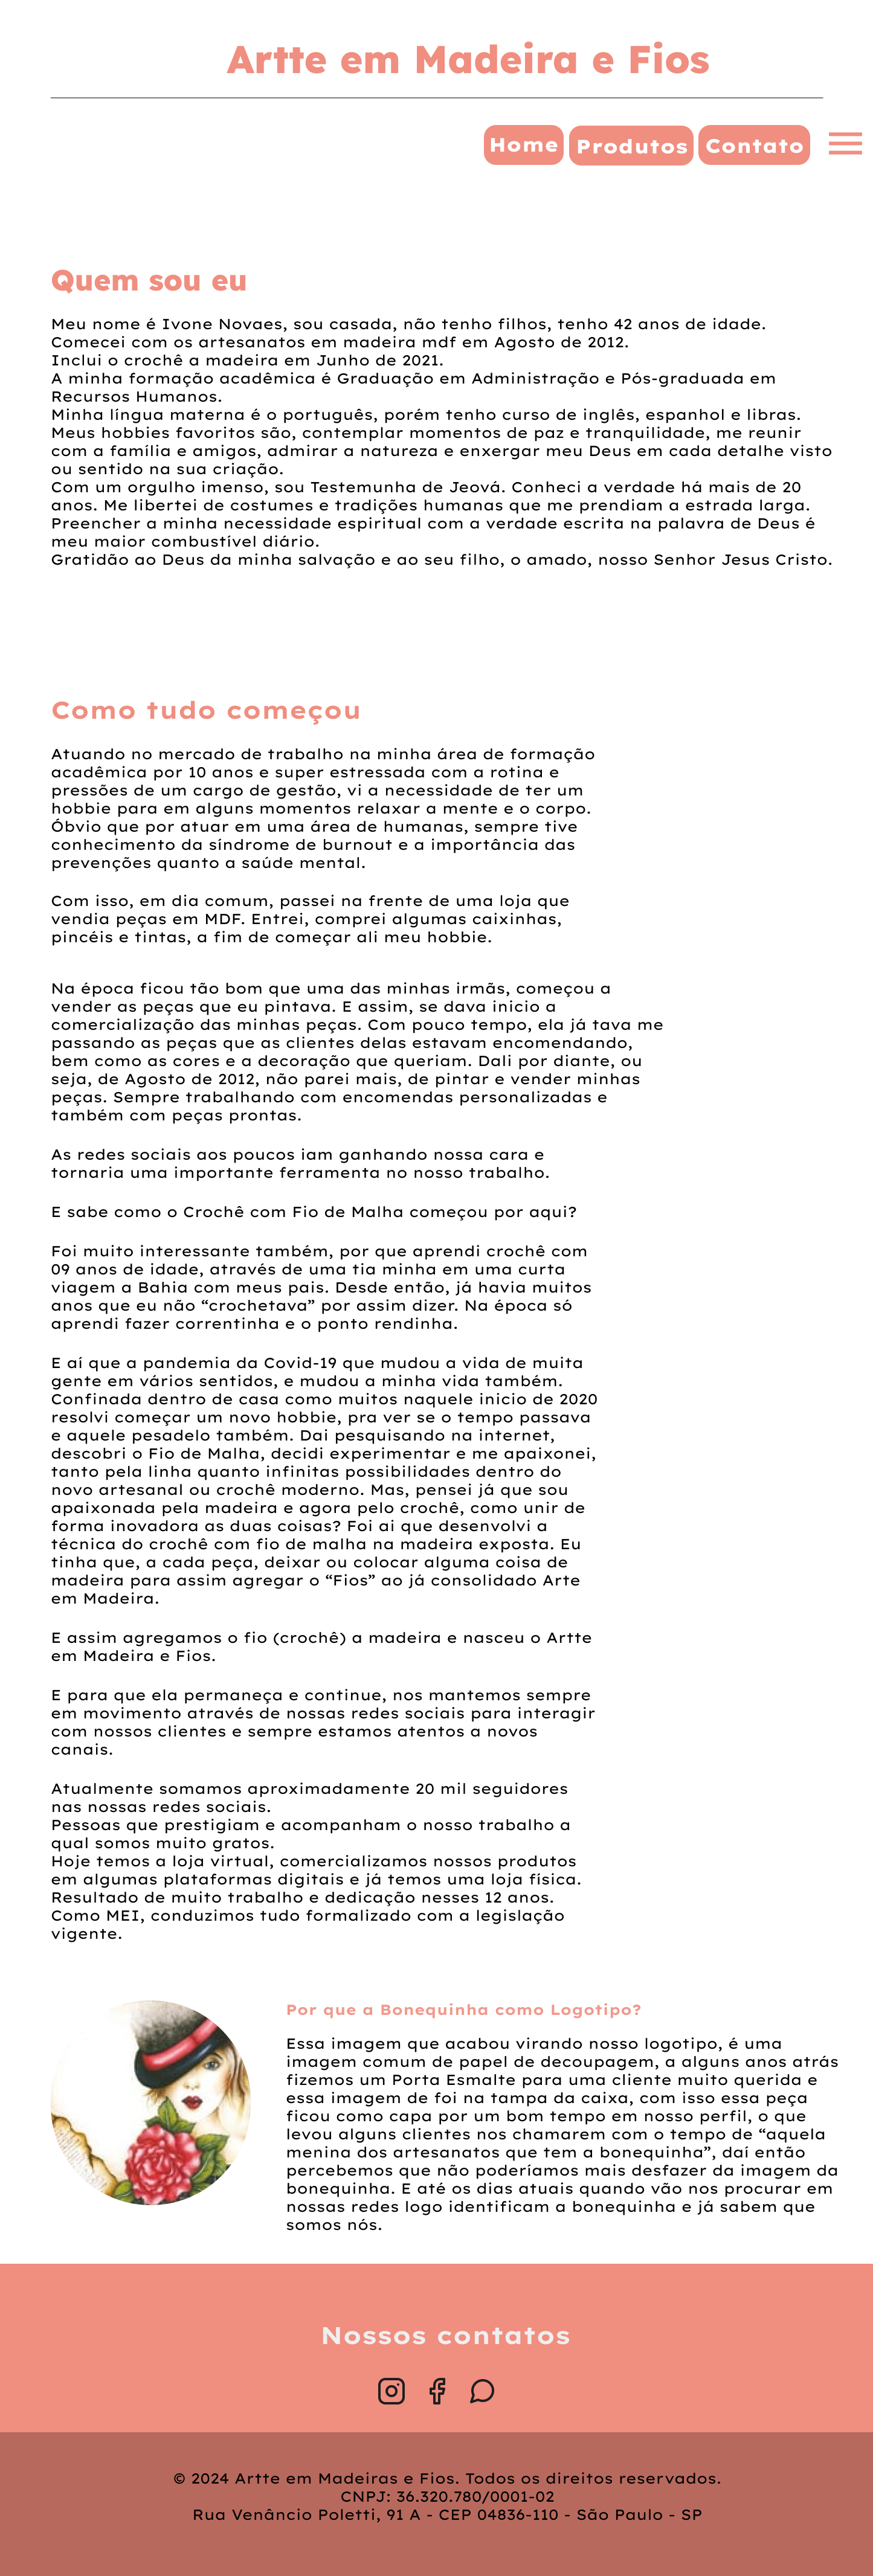 Artte em Madeira e Fios
Home
Produtos
Contato
Quem sou eu
Meu nome é Ivone Novaes, sou casada, não tenho filhos, tenho 42 anos de idade.
Comecei com os artesanatos em madeira mdf em Agosto de 2012.
Inclui o crochê a madeira em Junho de 2021.
A minha formação acadêmica é Graduação em Administração e Pós-graduada em
Recursos Humanos.
Minha língua materna é o português, porém tenho curso de inglês, espanhol e libras.
Meus hobbies favoritos são, contemplar momentos de paz e tranquilidade, me reunir
com a família e amigos, admirar a natureza e enxergar meu Deus em cada detalhe visto
ou sentido na sua criação.
Com um orgulho imenso, sou Testemunha de Jeová. Conheci a verdade há mais de 20
anos. Me libertei de costumes e tradições humanas que me prendiam a estrada larga.
Preencher a minha necessidade espiritual com a verdade escrita na palavra de Deus é
meu maior combustível diário.
Gratidão ao Deus da minha salvação e ao seu filho, o amado, nosso Senhor Jesus Cristo.
Como tudo começou
Atuando no mercado de trabalho na minha área de formação
acadêmica por 10 anos e super estressada com a rotina e
pressões de um cargo de gestão, vi a necessidade de ter um
hobbie para em alguns momentos relaxar a mente e o corpo.
Óbvio que por atuar em uma área de humanas, sempre tive
conhecimento da síndrome de burnout e a importância das
prevenções quanto a saúde mental.
Com isso, em dia comum, passei na frente de uma loja que
vendia peças em MDF. Entrei, comprei algumas caixinhas,
pincéis e tintas, a fim de começar ali meu hobbie.
Na época ficou tão bom que uma das minhas irmãs, começou a
vender as peças que eu pintava. E assim, se dava inicio a
comercialização das minhas peças. Com pouco tempo, ela já tava me
passando as peças que as clientes delas estavam encomendando,
bem como as cores e a decoração que queriam. Dali por diante, ou
seja, de Agosto de 2012, não parei mais, de pintar e vender minhas
peças. Sempre trabalhando com encomendas personalizadas e
também com peças prontas.
As redes sociais aos poucos iam ganhando nossa cara e
tornaria uma importante ferramenta no nosso trabalho.
E sabe como o Crochê com Fio de Malha começou por aqui?
Foi muito interessante também, por que aprendi crochê com
09 anos de idade, através de uma tia minha em uma curta
viagem a Bahia com meus pais. Desde então, já havia muitos
anos que eu não “crochetava” por assim dizer. Na época só
aprendi fazer correntinha e o ponto rendinha.
E aí que a pandemia da Covid-19 que mudou a vida de muita
gente em vários sentidos, e mudou a minha vida também.
Confinada dentro de casa como muitos naquele inicio de 2020
resolvi começar um novo hobbie, pra ver se o tempo passava
e aquele pesadelo também. Dai pesquisando na internet,
descobri o Fio de Malha, decidi experimentar e me apaixonei,
tanto pela linha quanto infinitas possibilidades dentro do
novo artesanal ou crochê moderno. Mas, pensei já que sou
apaixonada pela madeira e agora pelo crochê, como unir de
forma inovadora as duas coisas? Foi ai que desenvolvi a
técnica do crochê com fio de malha na madeira exposta. Eu
tinha que, a cada peça, deixar ou colocar alguma coisa de
madeira para assim agregar o “Fios” ao já consolidado Arte
em Madeira.
E assim agregamos o fio (crochê) a madeira e nasceu o Artte
em Madeira e Fios.
E para que ela permaneça e continue, nos mantemos sempre
em movimento através de nossas redes sociais para interagir
com nossos clientes e sempre estamos atentos a novos
canais.
Atualmente somamos aproximadamente 20 mil seguidores
nas nossas redes sociais.
Pessoas que prestigiam e acompanham o nosso trabalho a
qual somos muito gratos.
Hoje temos a loja virtual, comercializamos nossos produtos
em algumas plataformas digitais e já temos uma loja física.
Resultado de muito trabalho e dedicação nesses 12 anos.
Como MEI, conduzimos tudo formalizado com a legislação
vigente.
Por que a Bonequinha como Logotipo?
Essa imagem que acabou virando nosso logotipo, é uma
imagem comum de papel de decoupagem, a alguns anos atrás
fizemos um Porta Esmalte para uma cliente muito querida e
essa imagem de foi na tampa da caixa, com isso essa peça
ficou como capa por um bom tempo em nosso perfil, o que
levou alguns clientes nos chamarem com o tempo de “aquela
menina dos artesanatos que tem a bonequinha”, daí então
percebemos que não poderíamos mais desfazer da imagem da
bonequinha. E até os dias atuais quando vão nos procurar em
nossas redes logo identificam a bonequinha e já sabem que
somos nós.
Nossos contatos
© 2024 Artte em Madeiras e Fios. Todos os direitos reservados.
CNPJ: 36.320.780/0001-02
Rua Venâncio Poletti, 91 A - CEP 04836-110 - São Paulo - SP